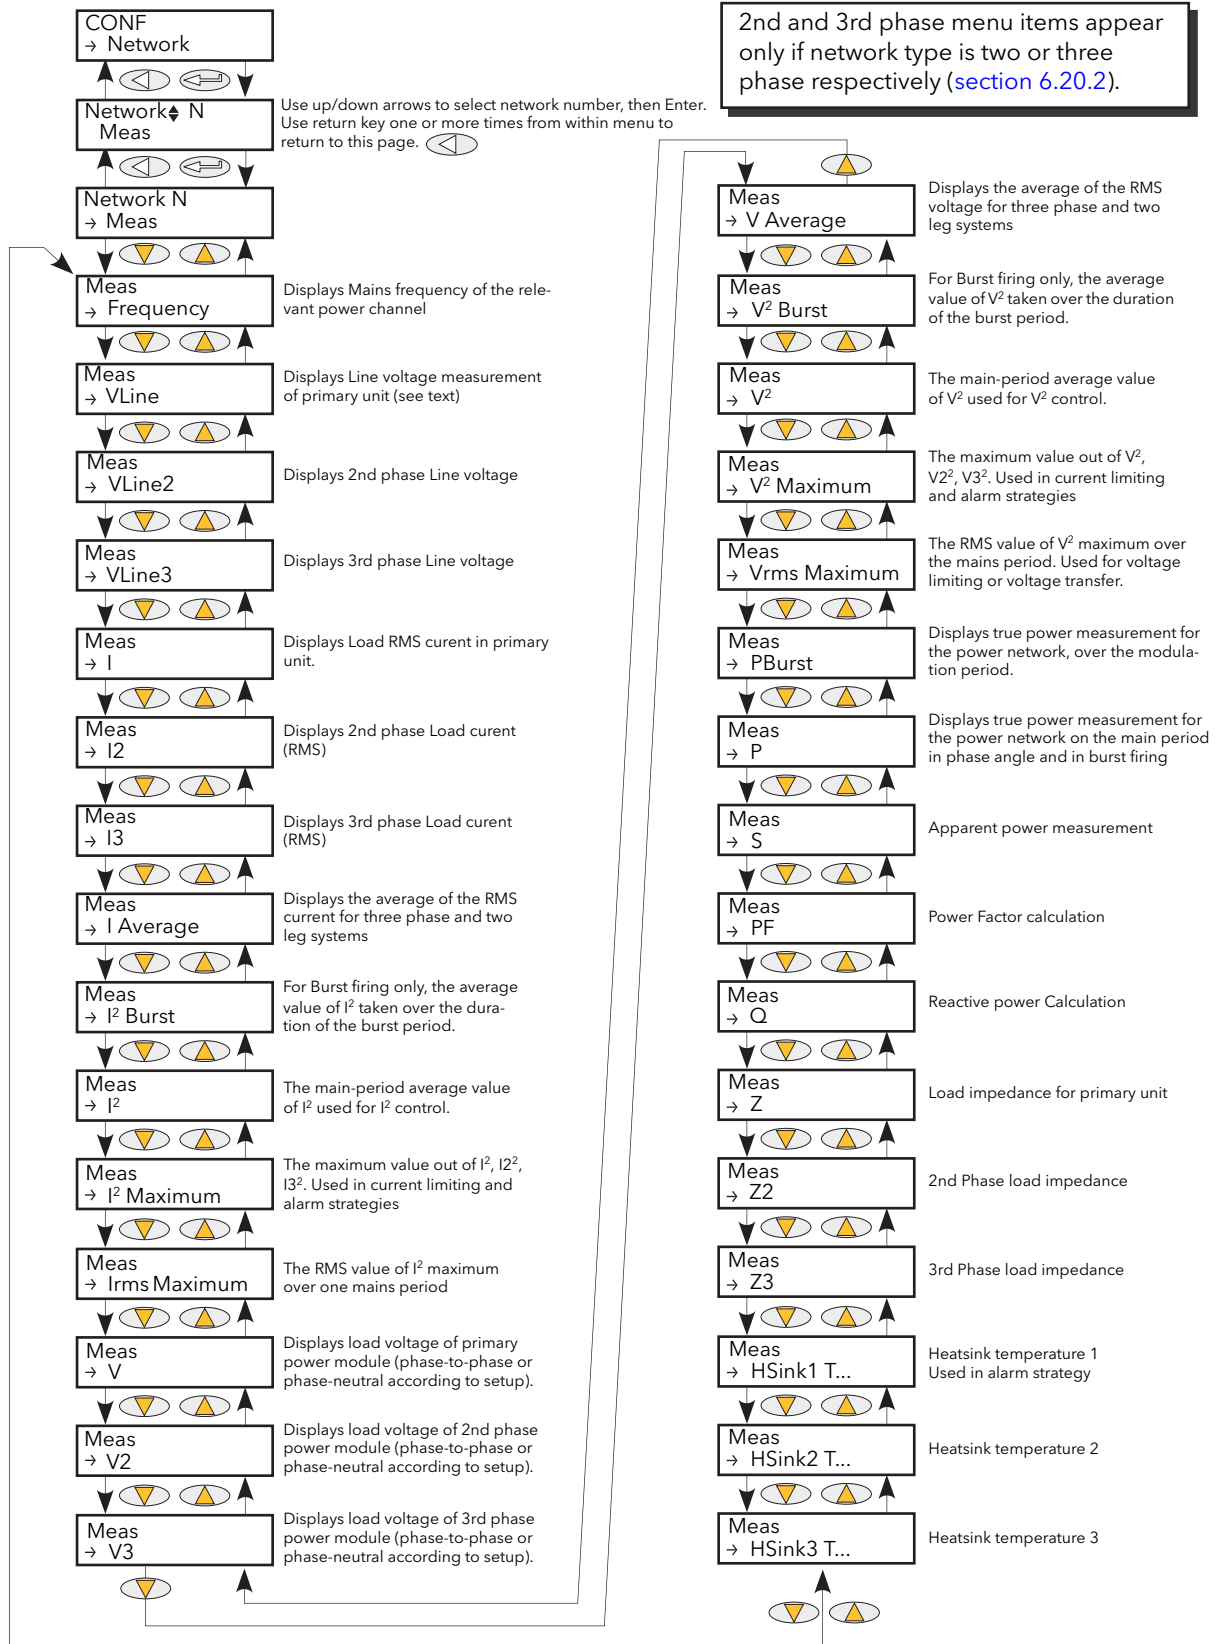 CONF
→ Network
Network N
Meas
Use up/down arrows to select network number, then Enter.
Use return key one or more times from within menu to
return to this page.
Network N
→ Meas
Meas
→ Frequency
Displays Mains frequency of the rele-
vant power channel
Meas
→ VLine
Displays Line voltage measurement
of primary unit (see text)
Meas
→ VLine2
Displays 2nd phase Line voltage
Meas
→ VLine3
Displays 3rd phase Line voltage
Meas
→ I
Displays Load RMS curent in primary
unit.
Meas
→ I2
Displays 2nd phase Load curent
(RMS)
Meas
→ I3
Displays 3rd phase Load curent
(RMS)
Meas
→ I Average
Displays the average of the RMS
current for three phase and two
leg systems
Meas
→ I² Burst
For Burst firing only, the average
value of I² taken over the dura-
tion of the burst period.
Meas
→ I²
The main-period average value
of I² used for I² control.
Meas
→ I² Maximum
The maximum value out of I², I2²,
I3². Used in current limiting and
alarm strategies
Meas
→ Irms Maximum
The RMS value of I² maximum
over one mains period
Meas
→ V
Displays load voltage of primary
power module (phase-to-phase or
phase-neutral according to setup).
Meas
→ V2
Displays load voltage of 2nd phase
power module (phase-to-phase or
phase-neutral according to setup).
Meas
→ V3
Displays load voltage of 3rd phase
power module (phase-to-phase or
phase-neutral according to setup).
2nd and 3rd phase menu items appear
only if network type is two or three
phase respectively (section 6.20.2).
Meas
→ V Average
Displays the average of the RMS
voltage for three phase and two
leg systems
Meas
→ V² Burst
For Burst firing only, the average
value of V² taken over the duration
of the burst period.
Meas
→ V²
The main-period average value
of V² used for V² control.
Meas
→ V² Maximum
The maximum value out of V²,
V2², V3². Used in current limiting
and alarm strategies
Meas
→ Vrms Maximum
The RMS value of V² maximum over
the mains period. Used for voltage
limiting or voltage transfer.
Meas
→ PBurst
Displays true power measurement for
the power network, over the modula-
tion period.
Meas
→ P
Displays true power measurement for
the power network on the main period
in phase angle and in burst firing
Meas
→ S
Apparent power measurement
Meas
→ PF
Power Factor calculation
Meas
→ Q
Reactive power Calculation
Meas
→ Z
Load impedance for primary unit
Meas
→ Z2
2nd Phase load impedance
Meas
→ Z3
3rd Phase load impedance
Meas
→ HSink1 T...
Heatsink temperature 1
Used in alarm strategy
Meas
→ HSink2 T...
Heatsink temperature 2
Meas
→ HSink3 T...
Heatsink temperature 3